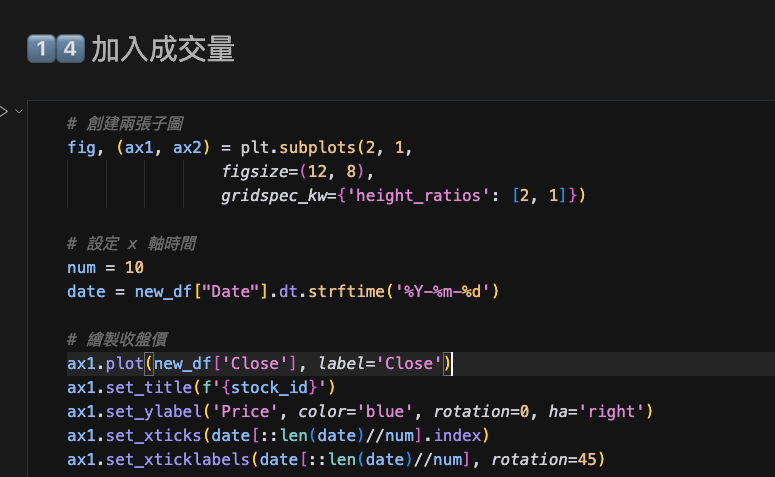 1️⃣4️⃣ 加入成交量
# 創建兩張子圖
fig, (ax1, ax2) = plt.subplots(2, 1,
figsize=(12, 8),
gridspec_kw={'height_ratios': [2, 1]})
# 設定 x 軸時間
num = 10
date = new_df["Date"].dt.strftime('%Y-%m-%d')
# 繪製收盤價
ax1.plot(new_df['Close'], label='Close')
ax1.set_title(f'{stock_id}')
ax1.set_ylabel('Price', color='blue', rotation=0, ha='right')
ax1.set_xticks(date[::len(date)//num].index)
ax1.set_xticklabels(date[::len(date)//num], rotation=45)